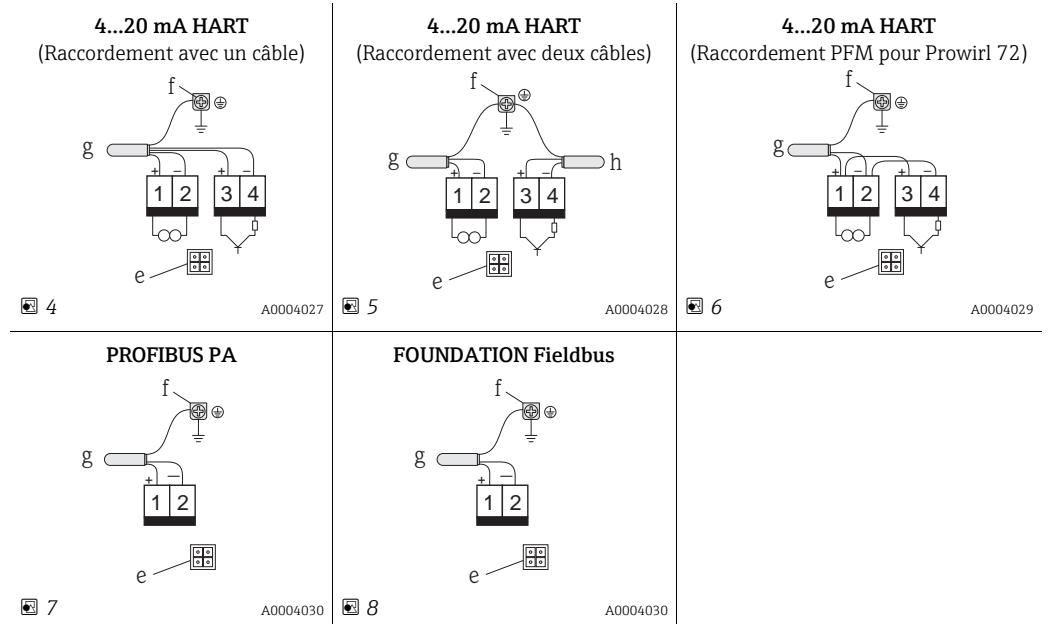 4...20 mA HART
(Raccordement avec un câble)
f
g
+ –
1 2 3 4
e
4
A0004027
4...20 mA HART
(Raccordement avec deux câbles)
f
g
h
+ – + –
1 2 3 4
e
5
A0004028
4...20 mA HART
(Raccordement PFM pour Prowirl 72)
f
g
+ – + –
1 2 3 4
e
6
A0004029
PROFIBUS PA
f
g
+ –
1 2
e
7
A0004030
FOUNDATION Fieldbus
f
g
+ –
1 2
e
8
A0004030